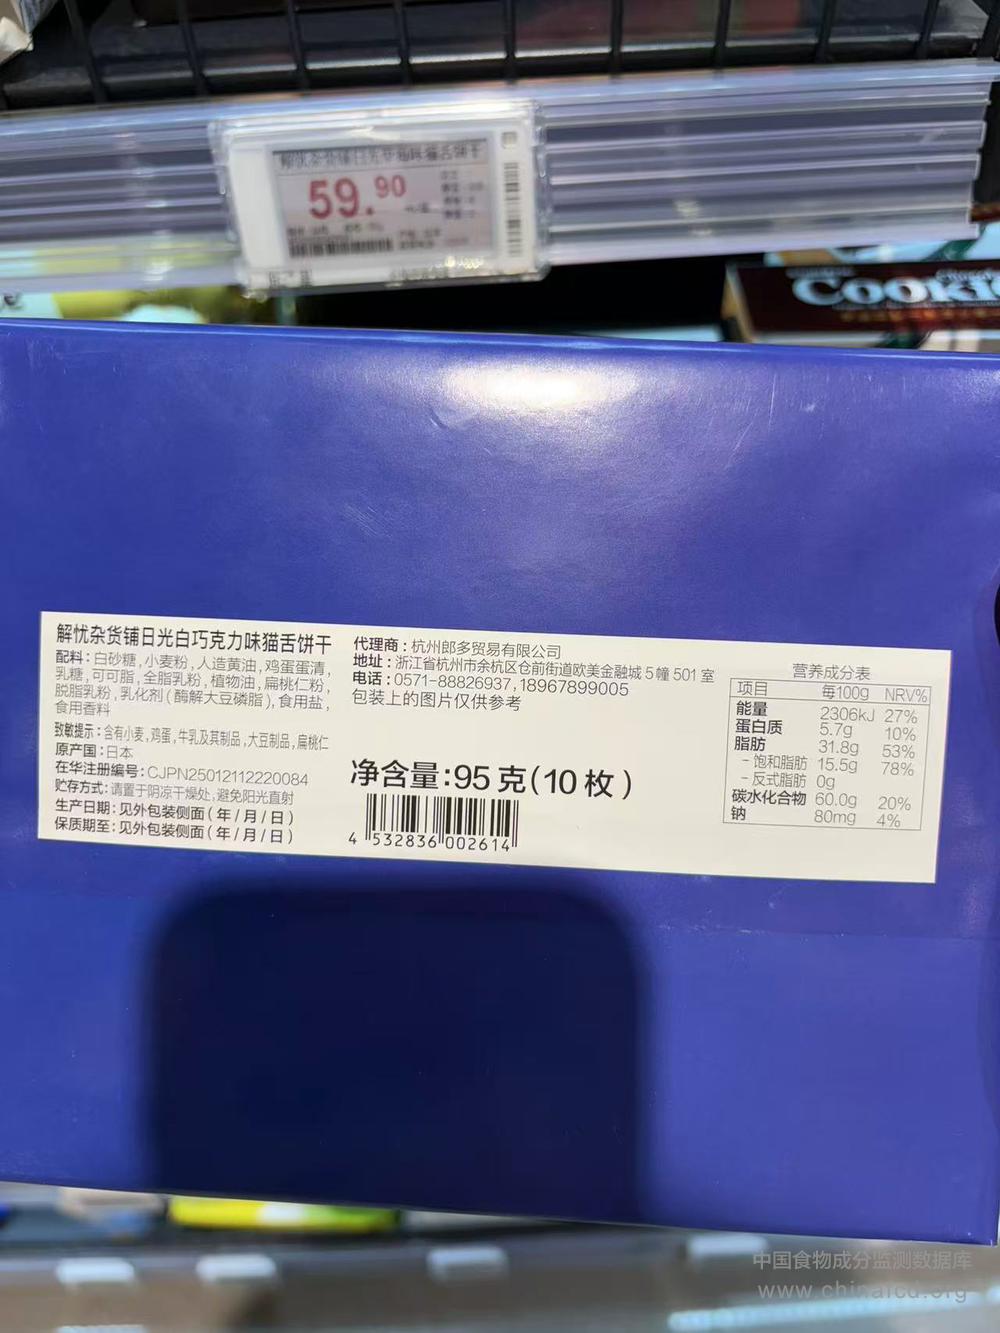 59.90
Cooki
解忧杂货铺日光白巧克力味猫舌饼干
配料:白砂糖,小麦粉,人造黄油,鸡蛋蛋清,
乳糖,可可脂,全脂乳粉,植物油,扁桃仁粉,
脱脂乳粉,乳化剂(酶解大豆磷脂),食用盐,
食用香料
致敏提示:含有小麦,鸡蛋,牛乳及其制品,大豆制品,扁桃仁
原产国:日本
在华注册编号:CJPN25012112220084
贮存方式:请置于阴凉干燥处,避免阳光直射
生产日期:见外包装侧面(年/月/日)
保质期至:见外包装侧面(年/月/日)
代理商:杭州郎多贸易有限公司
地址:浙江省杭州市余杭区仓前街道欧美金融城5幢501室
电话:0571-88826937,18967899005
包装上的图片仅供参考
净含量:95克(10枚)
4 532836 002614
营养成分表
项目 每100g NRV%
能量 2306kJ 27%
蛋白质 5.7g 10%
脂肪 31.8g 53%
-饱和脂肪 15.5g 78%
-反式脂肪 0g
碳水化合物 60.0g 20%
钠 80mg 4%
中国食物成分监测数据库
www.chinafcd.org